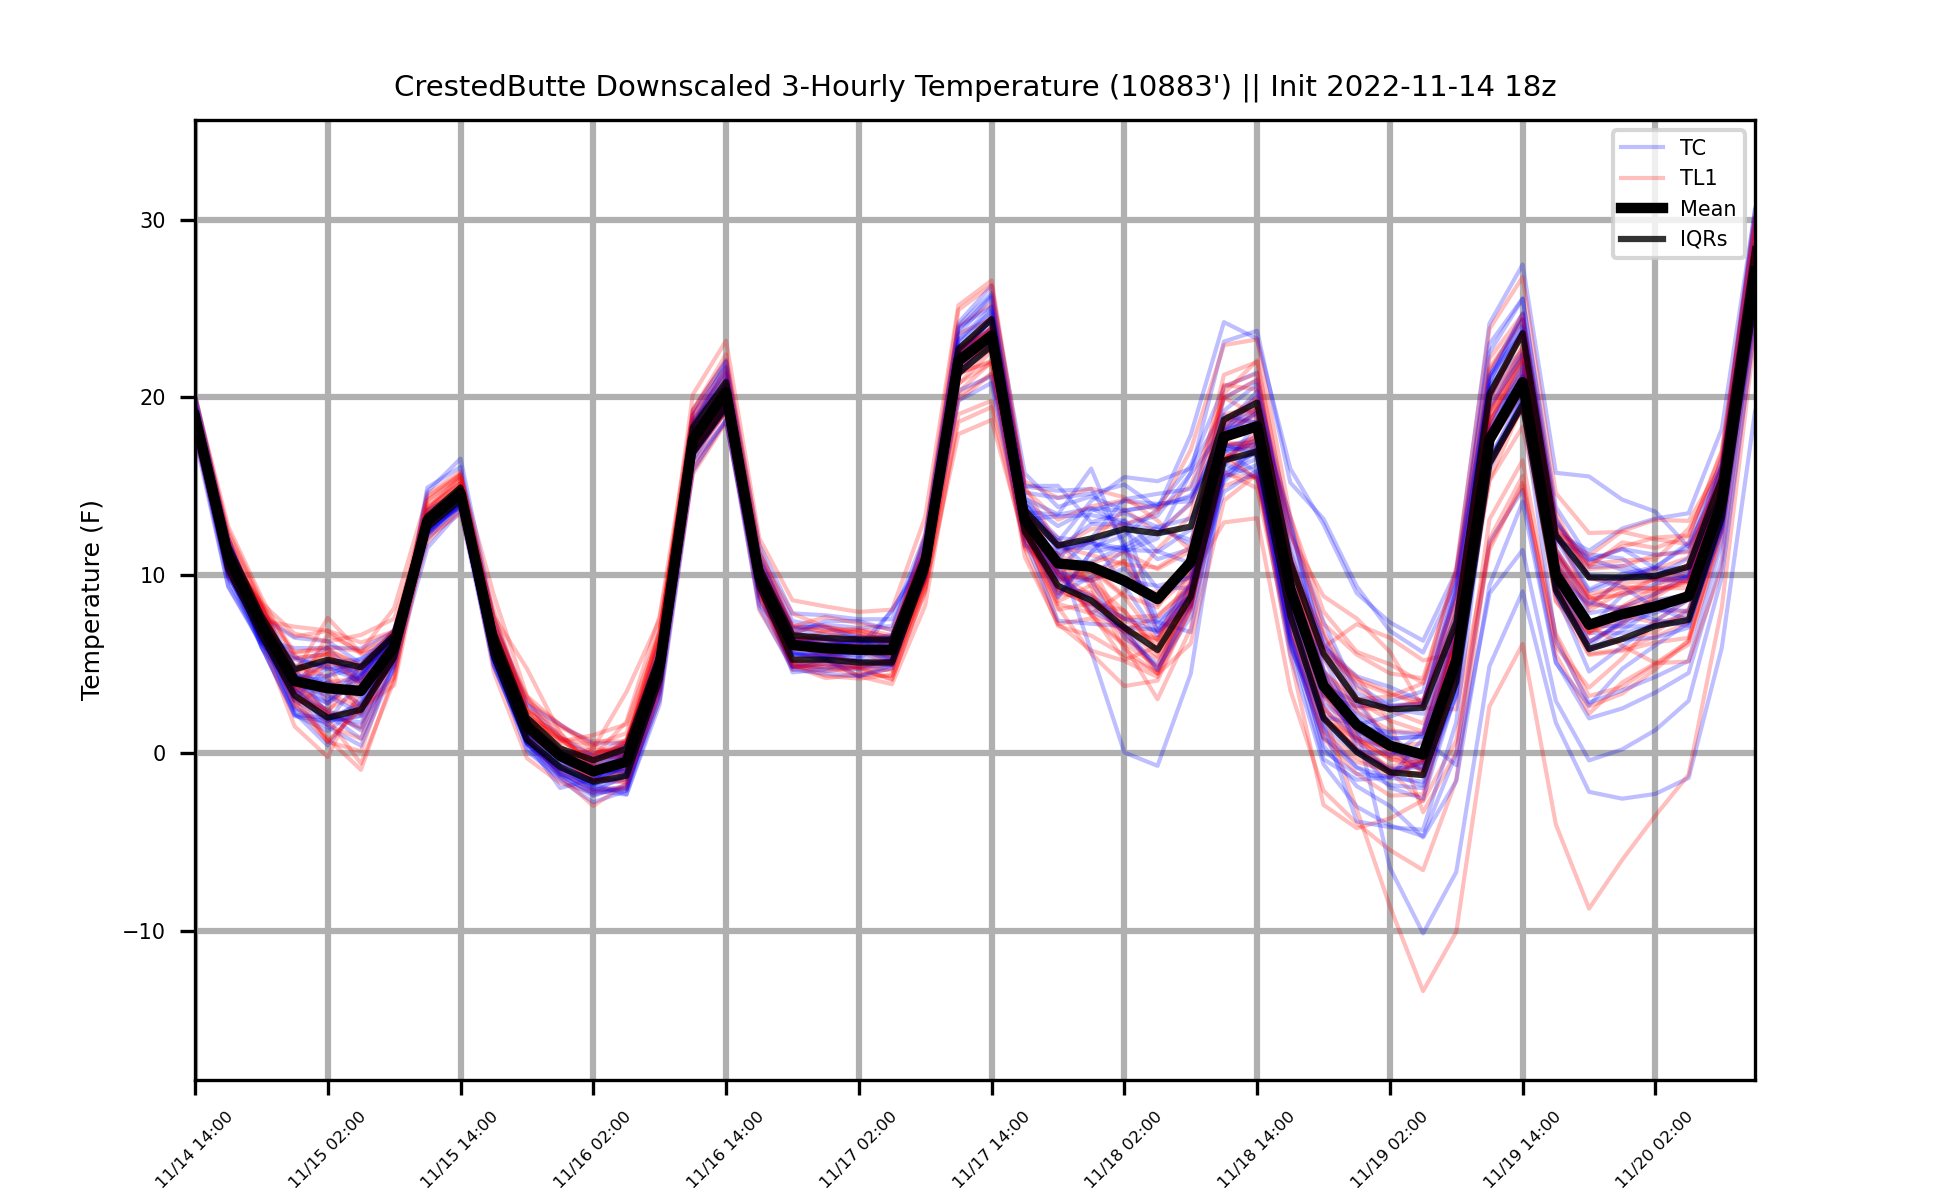 CrestedButte Downscaled 3-Hourly Temperature (10883') || Init 2022-11-14 18z
TC
TL1
Mean
IQRs
Temperature (F)
30
20
10
0
−10
11/14 14:00
11/15 02:00
11/15 14:00
11/16 02:00
11/16 14:00
11/17 02:00
11/17 14:00
11/18 02:00
11/18 14:00
11/19 02:00
11/19 14:00
11/20 02:00